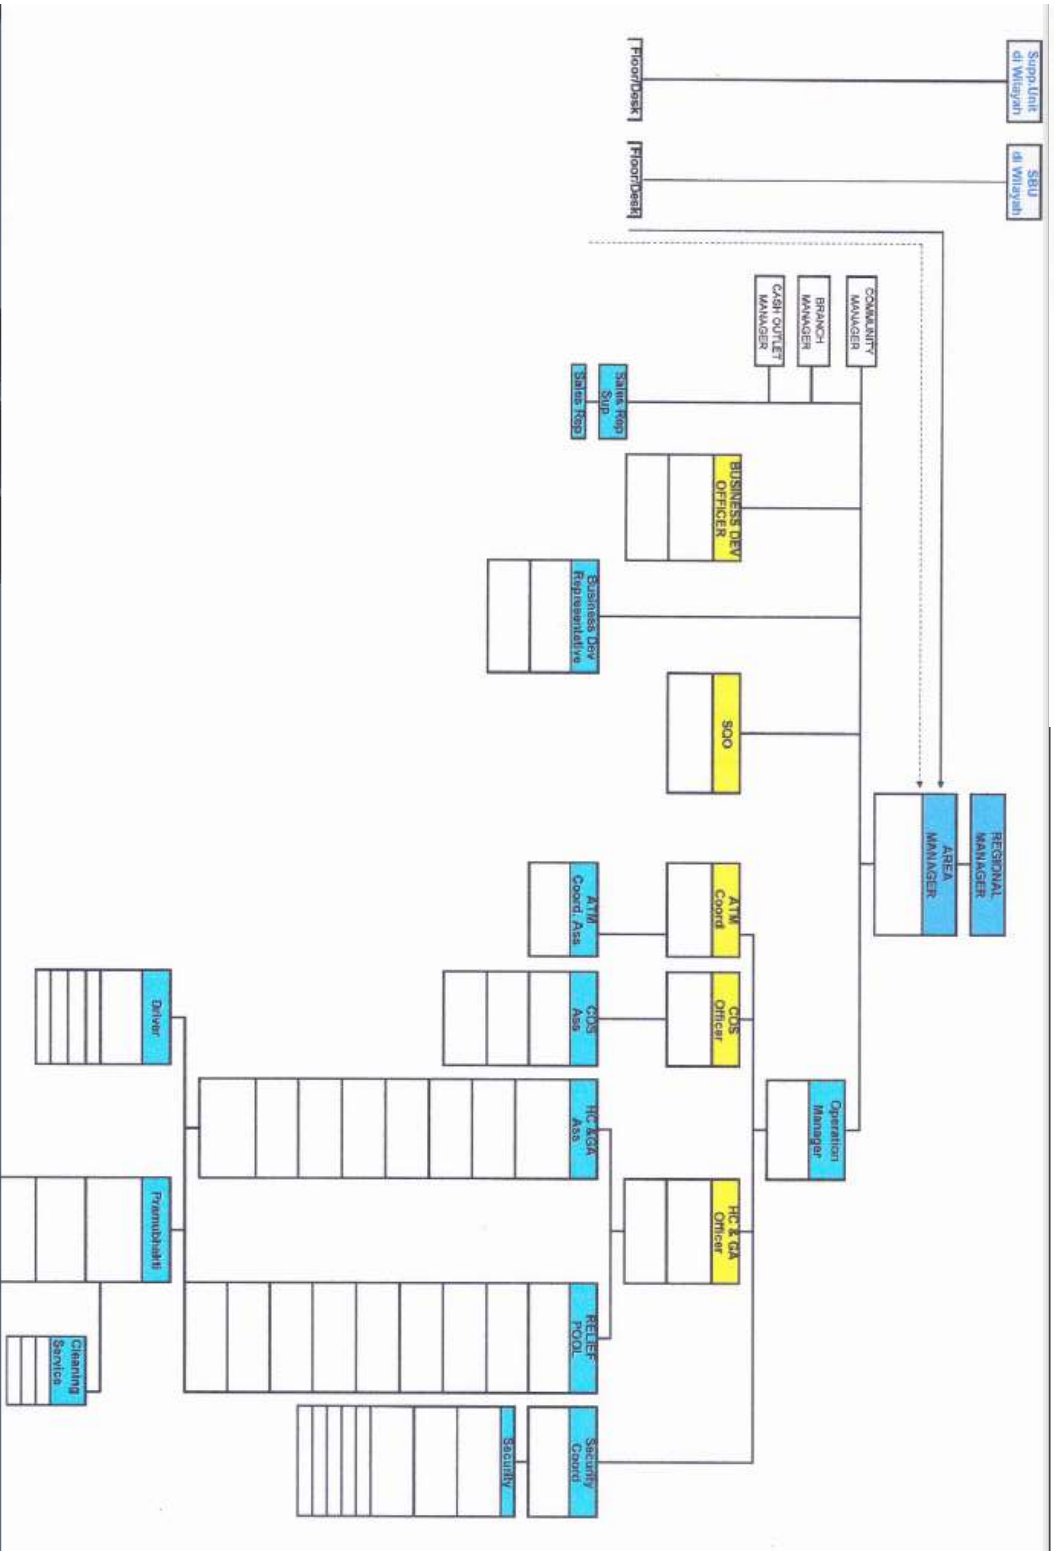 Supp.Unit
di Wilayah
SBU
di Wilayah
Floor/Desk
Floor/Desk
REGIONAL
MANAGER
AREA
MANAGER
COMMUNITY
MANAGER
BRANCH
MANAGER
CASH OUTLET
MANAGER
Sales Rep
Sup
Sales Rep
BUSINESS DEV
OFFICER
Business Dev
Representative
SQO
Operation
Manager
ATM
Coord
COS
Officer
HC & GA
Officer
ATM
Coord. Ass
COS
Ass
HC &GA
Ass
RELIEF
POOL
Security
Coord
Security
Driver
Pramubhakti
Cleaning
Service